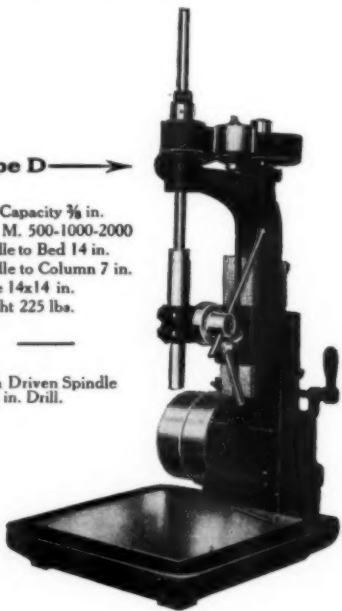 pe D
Capacity ⅜ in.
M. 500-1000-2000
lle to Bed 14 in.
lle to Column 7 in.
e 14x14 in.
ht 225 lbs.
Driven Spindle
in. Drill.